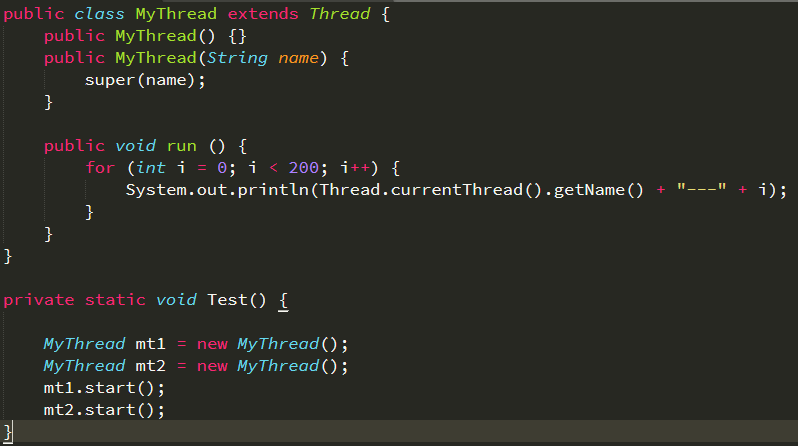 public class MyThread extends Thread {
    public MyThread() {}
    public MyThread(String name) {
        super(name);
    }

    public void run () {
        for (int i = 0; i < 200; i++) {
            System.out.println(Thread.currentThread().getName() + "---" + i);
        }
    }
}

private static void Test() {

    MyThread mt1 = new MyThread();
    MyThread mt2 = new MyThread();
    mt1.start();
    mt2.start();
}